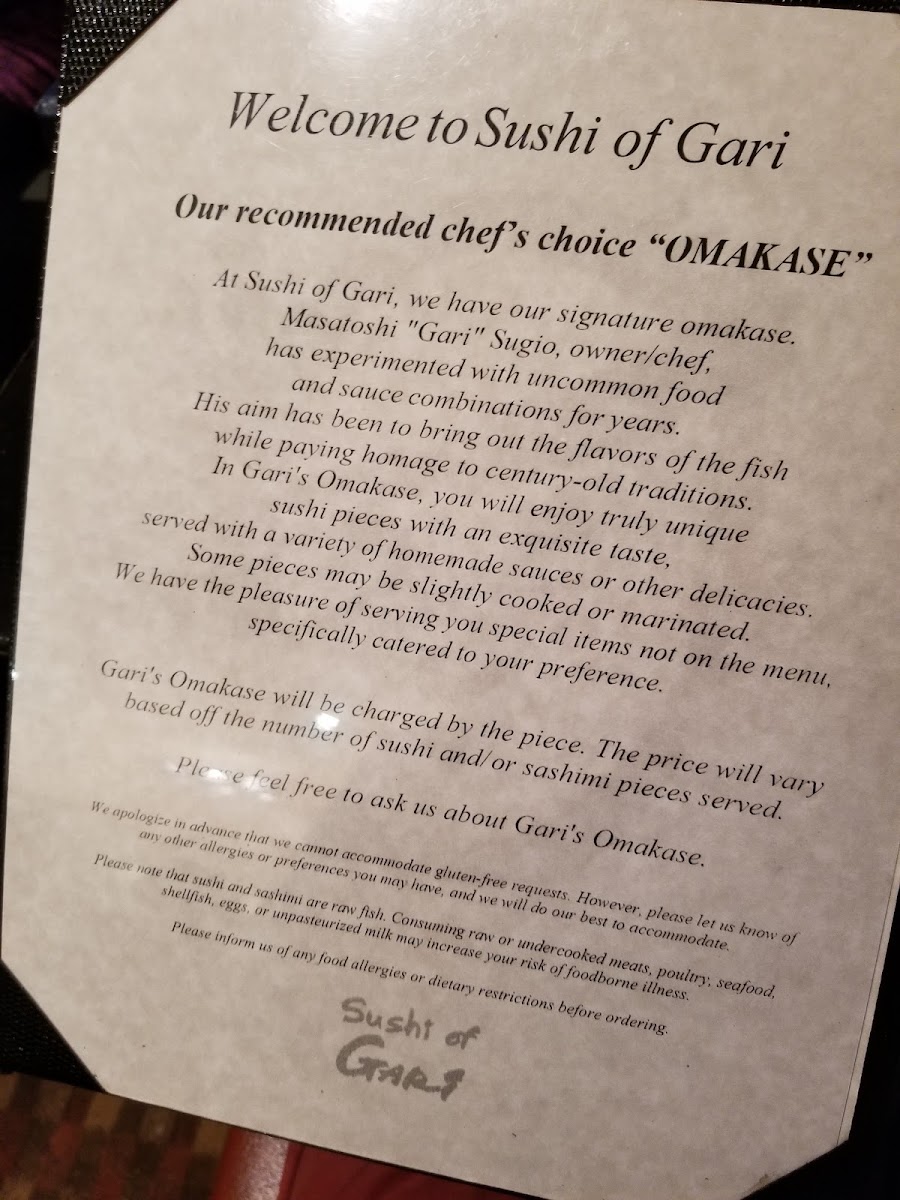 Welcome to Sushi of Gari
Our recommended chef's choice “OMAKASE”
At Sushi of Gari, we have our signature omakase.
Masatoshi "Gari" Sugio, owner/chef,
has experimented with uncommon food
and sauce combinations for years.
His aim has been to bring out the flavors of the fish
while paying homage to century-old traditions.
In Gari's Omakase, you will enjoy truly unique
sushi pieces with an exquisite taste,
served with a variety of homemade sauces or other delicacies.
Some pieces may be slightly cooked or marinated.
We have the pleasure of serving you special items not on the menu,
specifically catered to your preference.
Gari's Omakase will be charged by the piece. The price will vary
based off the number of sushi and/or sashimi pieces served.
Please feel free to ask us about Gari's Omakase.
We apologize in advance that we cannot accommodate gluten-free requests. However, please let us know of
any other allergies or preferences you may have, and we will do our best to accommodate.
Please note that sushi and sashimi are raw fish. Consuming raw or undercooked meats, poultry, seafood,
shellfish, eggs, or unpasteurized milk may increase your risk of foodborne illness.
Please inform us of any food allergies or dietary restrictions before ordering.
Sushi of
GARI